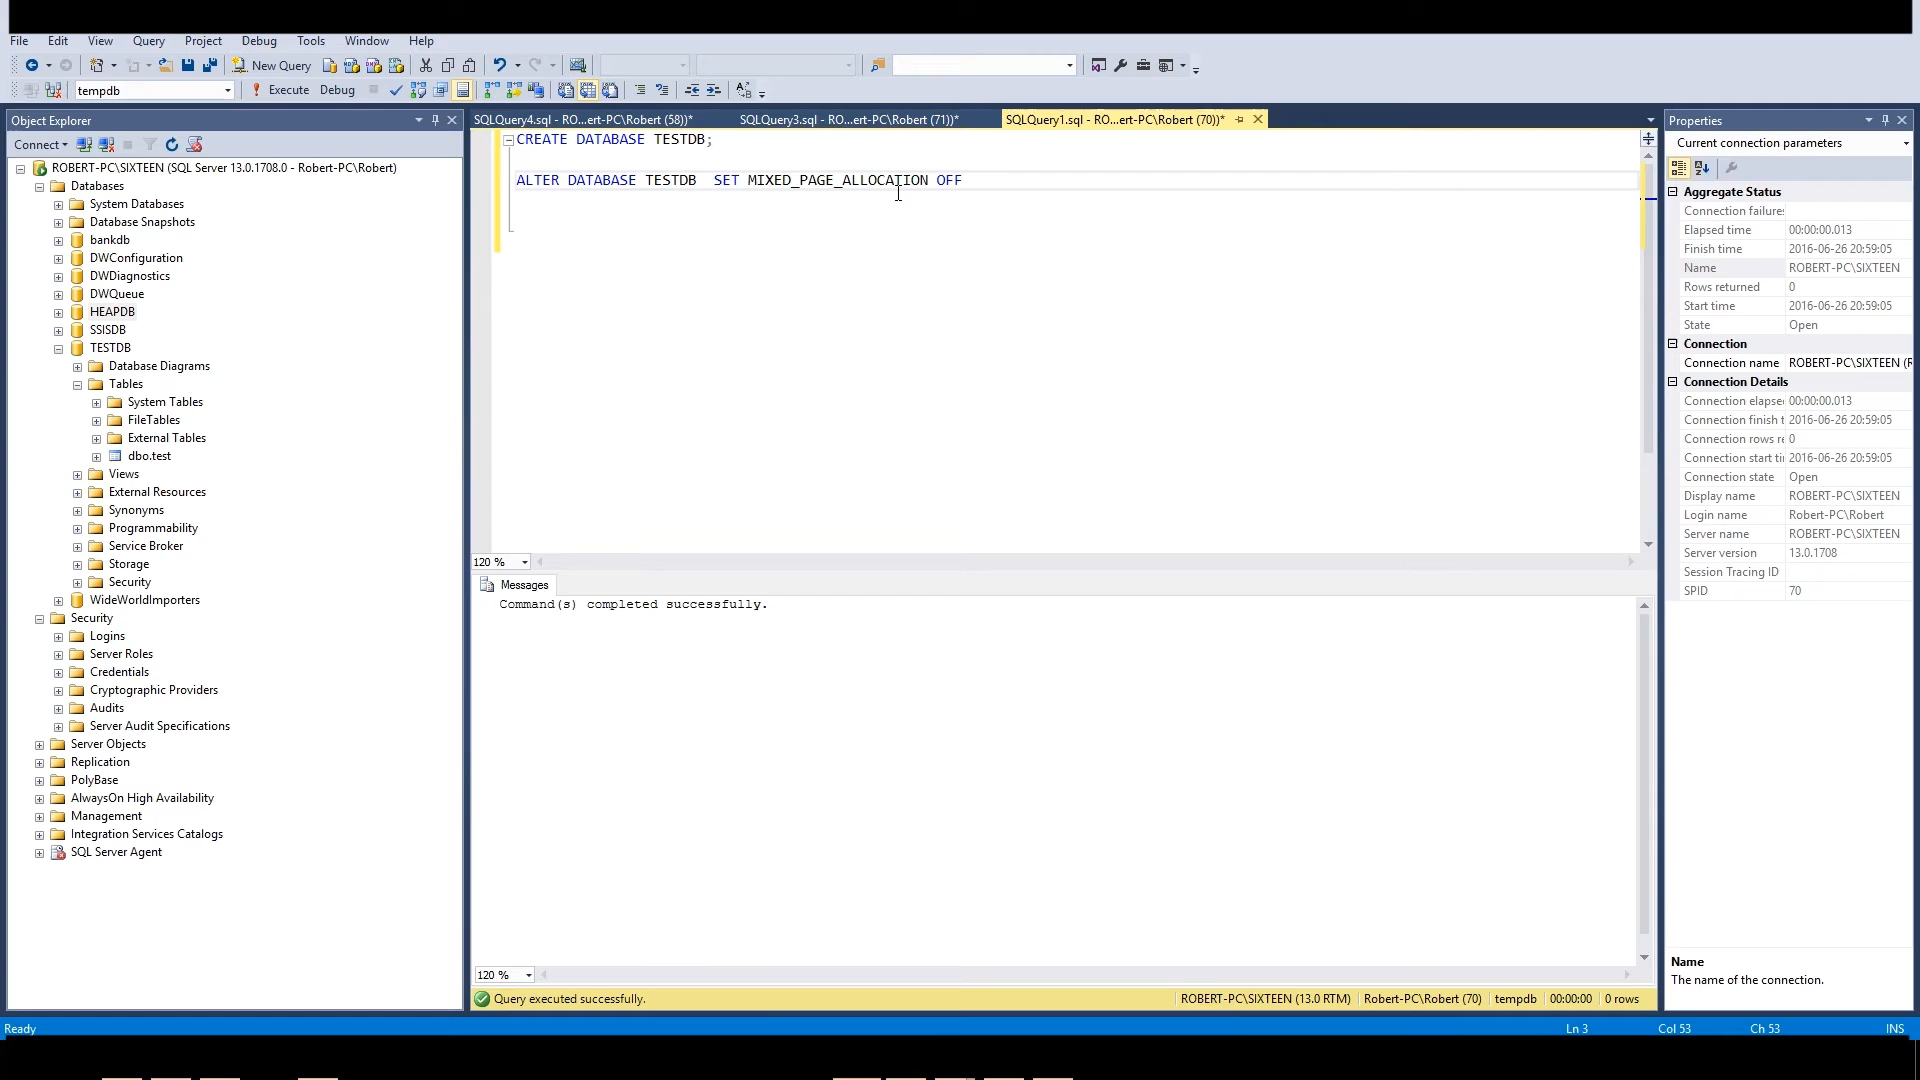 File Edit View Query Project Debug Tools Window Help
New Query
tempdb Execute Debug
Object Explorer
Connect
ROBERT-PC\SIXTEEN (SQL Server 13.0.1708.0 - Robert-PC\Robert)
Databases
System Databases
Database Snapshots
bankdb
DWConfiguration
DWDiagnostics
DWQueue
HEAPDB
SSISDB
TESTDB
Database Diagrams
Tables
System Tables
FileTables
External Tables
dbo.test
Views
External Resources
Synonyms
Programmability
Service Broker
Storage
Security
WideWorldImporters
Security
Logins
Server Roles
Credentials
Cryptographic Providers
Audits
Server Audit Specifications
Server Objects
Replication
PolyBase
AlwaysOn High Availability
Management
Integration Services Catalogs
SQL Server Agent
SQLQuery4.sql - RO...ert-PC\Robert (58))* SQLQuery3.sql - RO...ert-PC\Robert (71))* SQLQuery1.sql - RO...ert-PC\Robert (70))*
CREATE DATABASE TESTDB;
ALTER DATABASE TESTDB  SET MIXED_PAGE_ALLOCATION OFF
120 %
Messages
Command(s) completed successfully.
120 %
Query executed successfully. ROBERT-PC\SIXTEEN (13.0 RTM) Robert-PC\Robert (70) tempdb 00:00:00 0 rows
Properties
Current connection parameters
Aggregate Status
Connection failures
Elapsed time 00:00:00.013
Finish time 2016-06-26 20:59:05
Name ROBERT-PC\SIXTEEN
Rows returned 0
Start time 2016-06-26 20:59:05
State Open
Connection
Connection name ROBERT-PC\SIXTEEN (R
Connection Details
Connection elapse 00:00:00.013
Connection finish t 2016-06-26 20:59:05
Connection rows re 0
Connection start ti 2016-06-26 20:59:05
Connection state Open
Display name ROBERT-PC\SIXTEEN
Login name Robert-PC\Robert
Server name ROBERT-PC\SIXTEEN
Server version 13.0.1708
Session Tracing ID
SPID 70
Name
The name of the connection.
Ready Ln 3 Col 53 Ch 53 INS